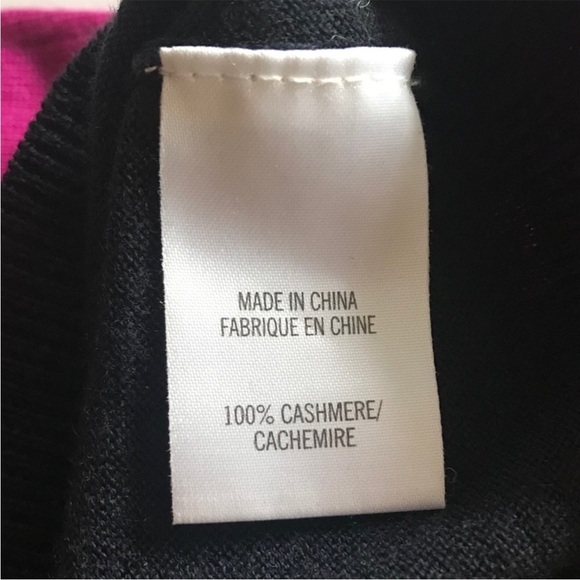 MADE IN CHINA
FABRIQUE EN CHINE
100% CASHMERE/
CACHEMIRE